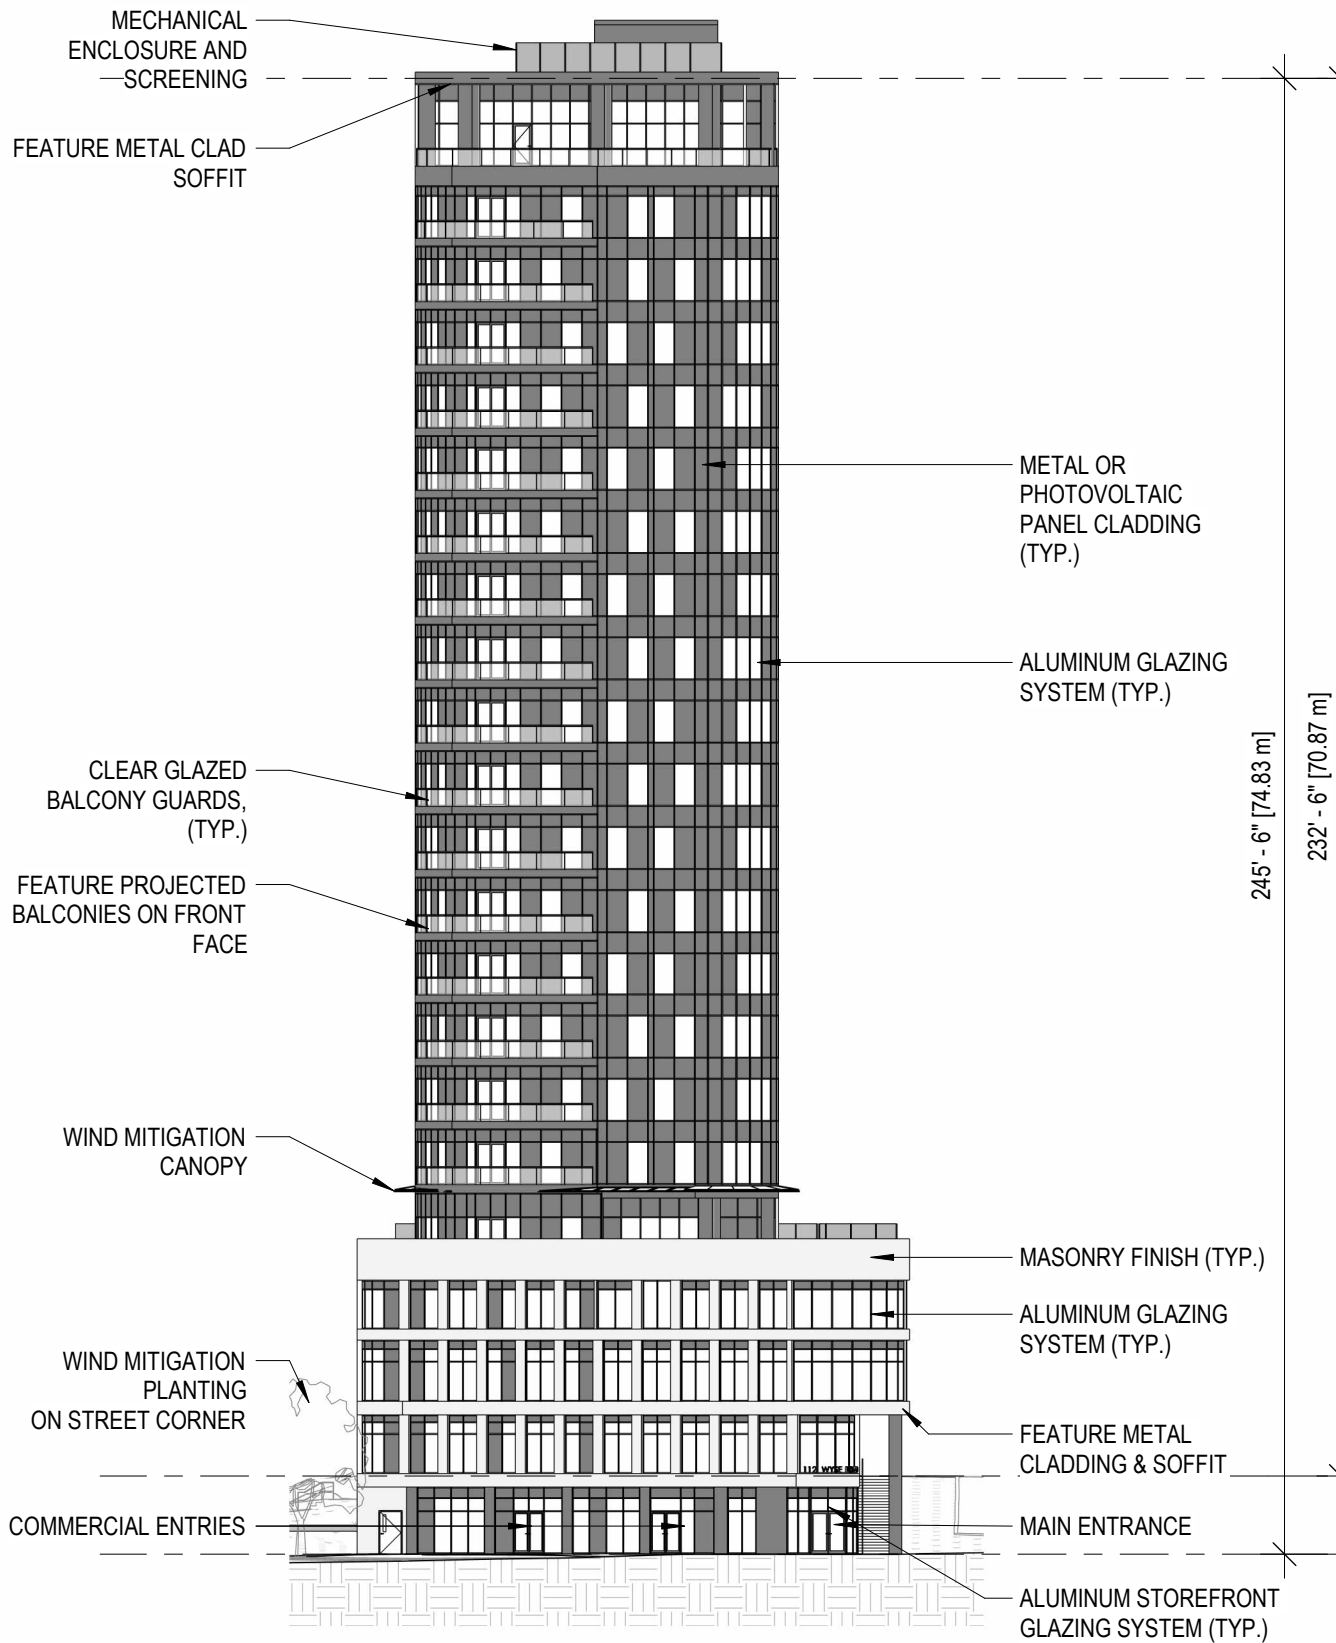 MECHANICAL
ENCLOSURE AND
SCREENING
FEATURE METAL CLAD
SOFFIT
METAL OR
PHOTOVOLTAIC
PANEL CLADDING
(TYP.)
ALUMINUM GLAZING
SYSTEM (TYP.)
245' - 6" [74.83 m]
232' - 6" [70.87 m]
CLEAR GLAZED
BALCONY GUARDS,
(TYP.)
FEATURE PROJECTED
BALCONIES ON FRONT
FACE
WIND MITIGATION
CANOPY
MASONRY FINISH (TYP.)
ALUMINUM GLAZING
SYSTEM (TYP.)
WIND MITIGATION
PLANTING
ON STREET CORNER
FEATURE METAL
CLADDING & SOFFIT
112 WYSE
COMMERCIAL ENTRIES
MAIN ENTRANCE
ALUMINUM STOREFRONT
GLAZING SYSTEM (TYP.)